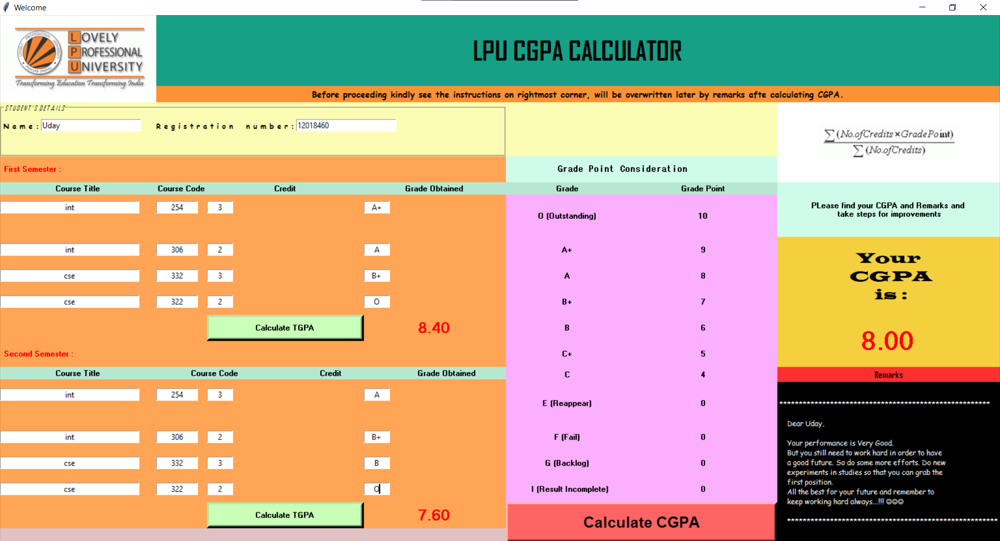 Welcome
LOVELY
PROFESSIONAL
UNIVERSITY
LOVELY PROFESSIONAL UNIVERSITY
PUNJAB (INDIA)
Transforming Education Transforming India
LPU CGPA CALCULATOR
Before proceeding kindly see the instructions on rightmost corner, will be overwritten later by remarks afte calculating CGPA.
STUDENT'S DETAILS
Name: Uday Registration number: 12018460
∑(No.ofCredits×GradePoint)
∑(No.ofCredits)
First Semester :
Course Title Course Code Credit Grade Obtained
int 254 3 A+
int 306 2 A
cse 332 3 B+
cse 322 2 O
Calculate TGPA 8.40
Second Semester :
Course Title Course Code Credit Grade Obtained
int 254 3 A
int 306 2 B+
cse 332 3 B
cse 322 2 O
Calculate TGPA 7.60
Grade Point Consideration
Grade Grade Point
O (Outstanding) 10
A+ 9
A 8
B+ 7
B 6
C+ 5
C 4
E (Reappear) 0
F (Fail) 0
G (Backlog) 0
I (Result Incomplete) 0
Calculate CGPA
PLease find your CGPA and Remarks and
take steps for improvements
Your
CGPA
is :
8.00
Remarks
******************************************************
Dear Uday,
Your performance is Very Good.
But you still need to work hard in order to have
a good future. So do some more efforts. Do new
experiments in studies so that you can grab the
first position.
All the best for your future and remember to
keep working hard always...!!! ☺☺☺
******************************************************